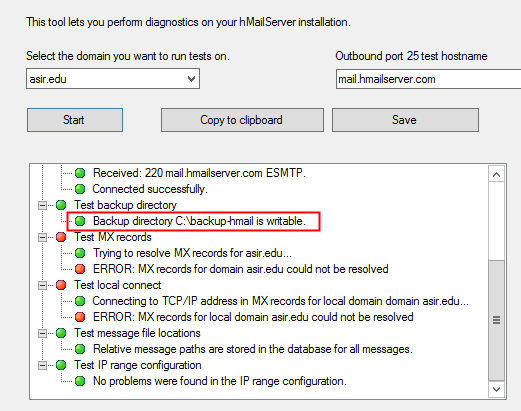 This tool lets you perform diagnostics on your hMailServer installation.
Select the domain you want to run tests on.
Outbound port 25 test hostname
asir.edu
mail.hmailserver.com
Start
Copy to clipboard
Save
Received: 220 mail.hmailserver.com ESMTP.
Connected successfully.
Test backup directory
Backup directory C:\backup-hmail is writable.
Test MX records
Trying to resolve MX records for asir.edu...
ERROR: MX records for domain asir.edu could not be resolved
Test local connect
Connecting to TCP/IP address in MX records for local domain domain asir.edu...
ERROR: MX records for local domain asir.edu could not be resolved
Test message file locations
Relative message paths are stored in the database for all messages.
Test IP range configuration
No problems were found in the IP range configuration.